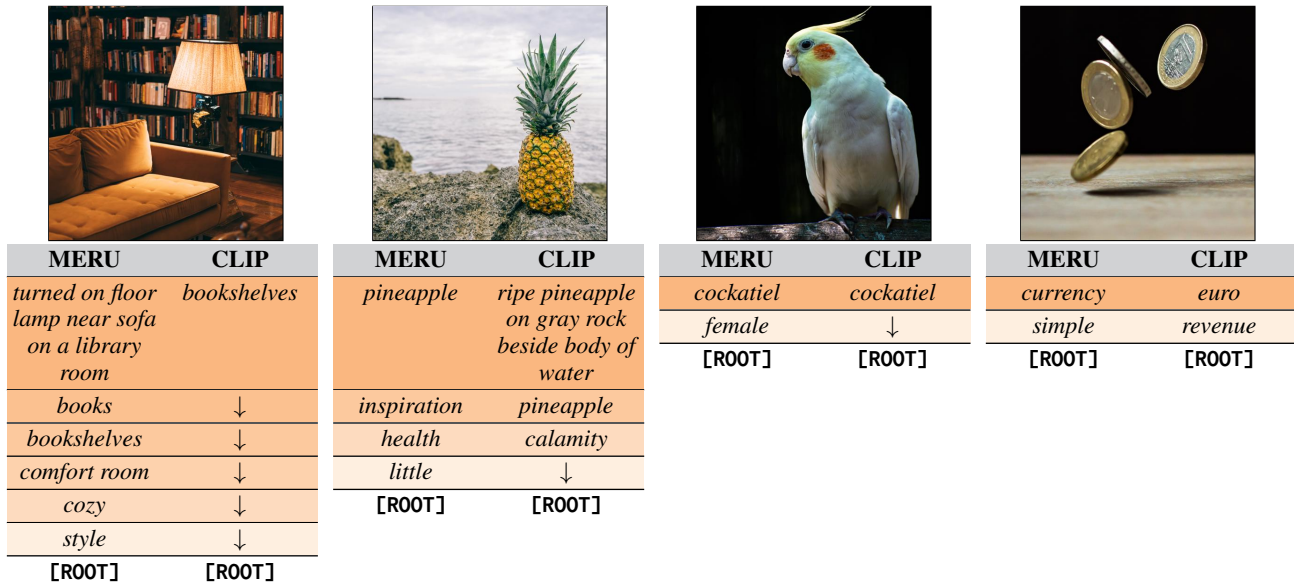 MERU CLIP
turned on floor bookshelves
lamp near sofa
on a library
room
books ↓
bookshelves ↓
comfort room ↓
cozy ↓
style ↓
[ROOT] [ROOT]
MERU CLIP
pineapple ripe pineapple
on gray rock
beside body of
water
inspiration pineapple
health calamity
little ↓
[ROOT] [ROOT]
MERU CLIP
cockatiel cockatiel
female ↓
[ROOT] [ROOT]
MERU CLIP
currency euro
simple revenue
[ROOT] [ROOT]